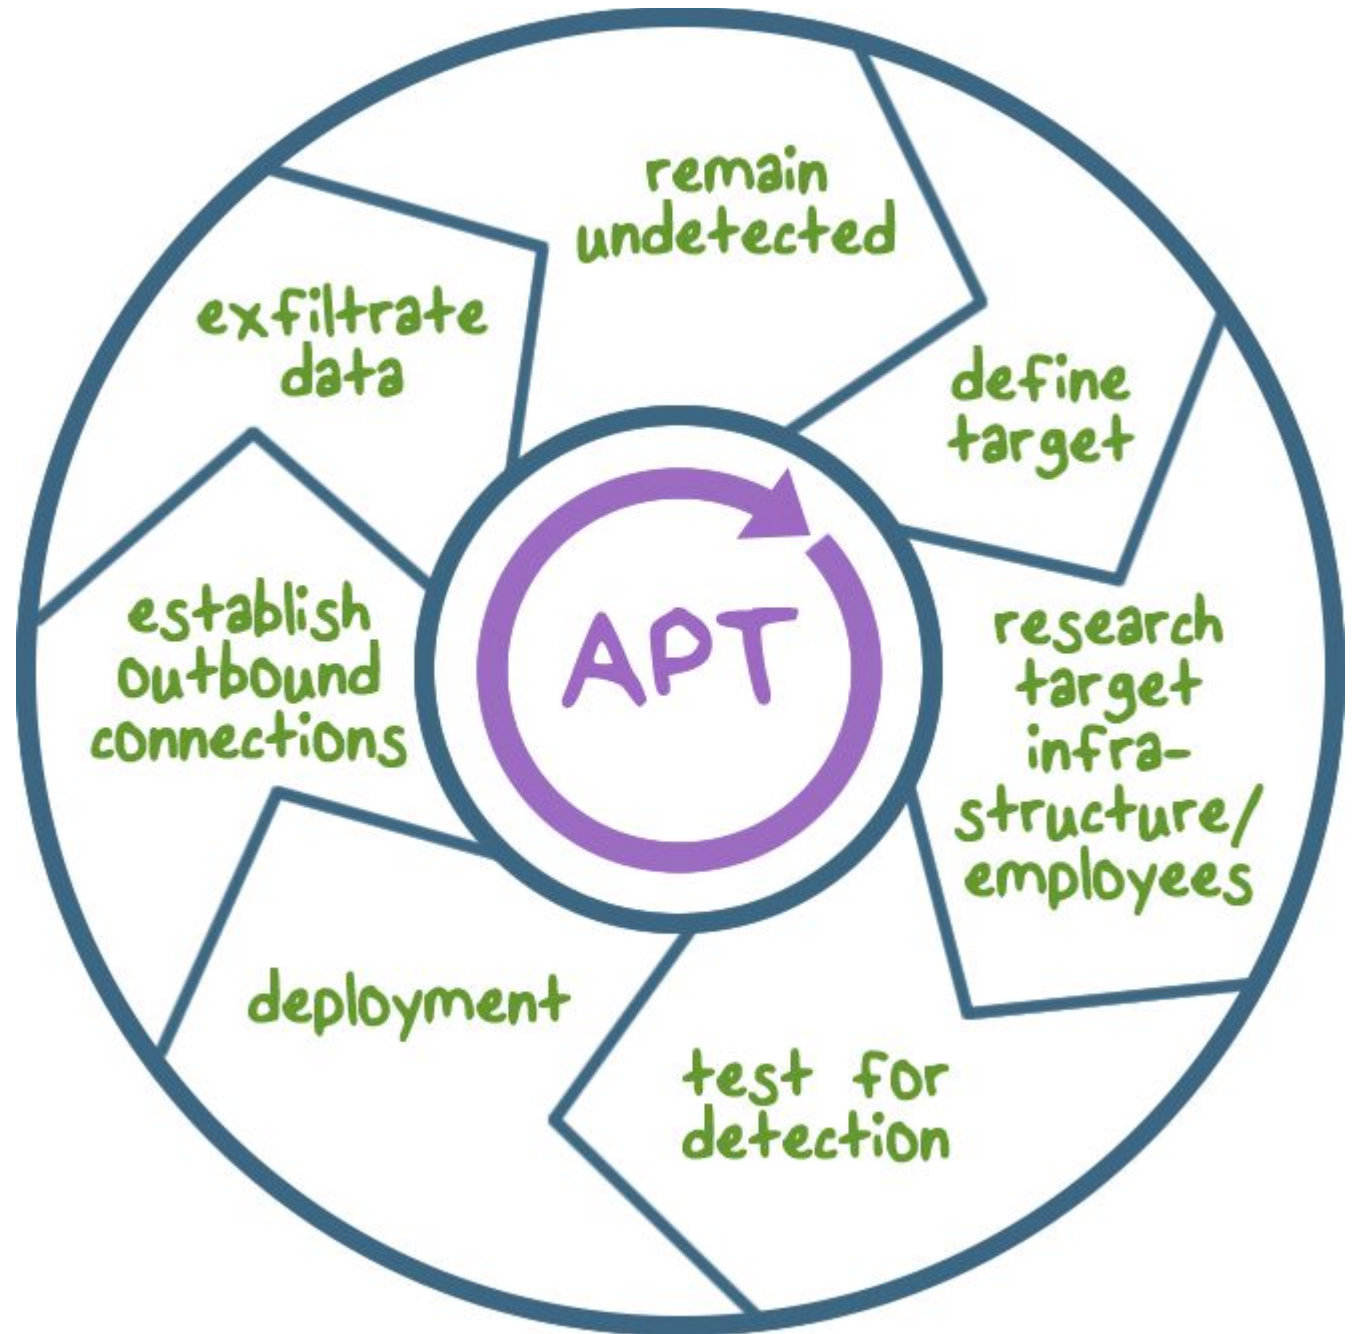 remain
undetected
define
target
research
target
infra-
structure/
employees
test for
detection
deployment
establish
outbound
connections
exfiltrate
data
APT